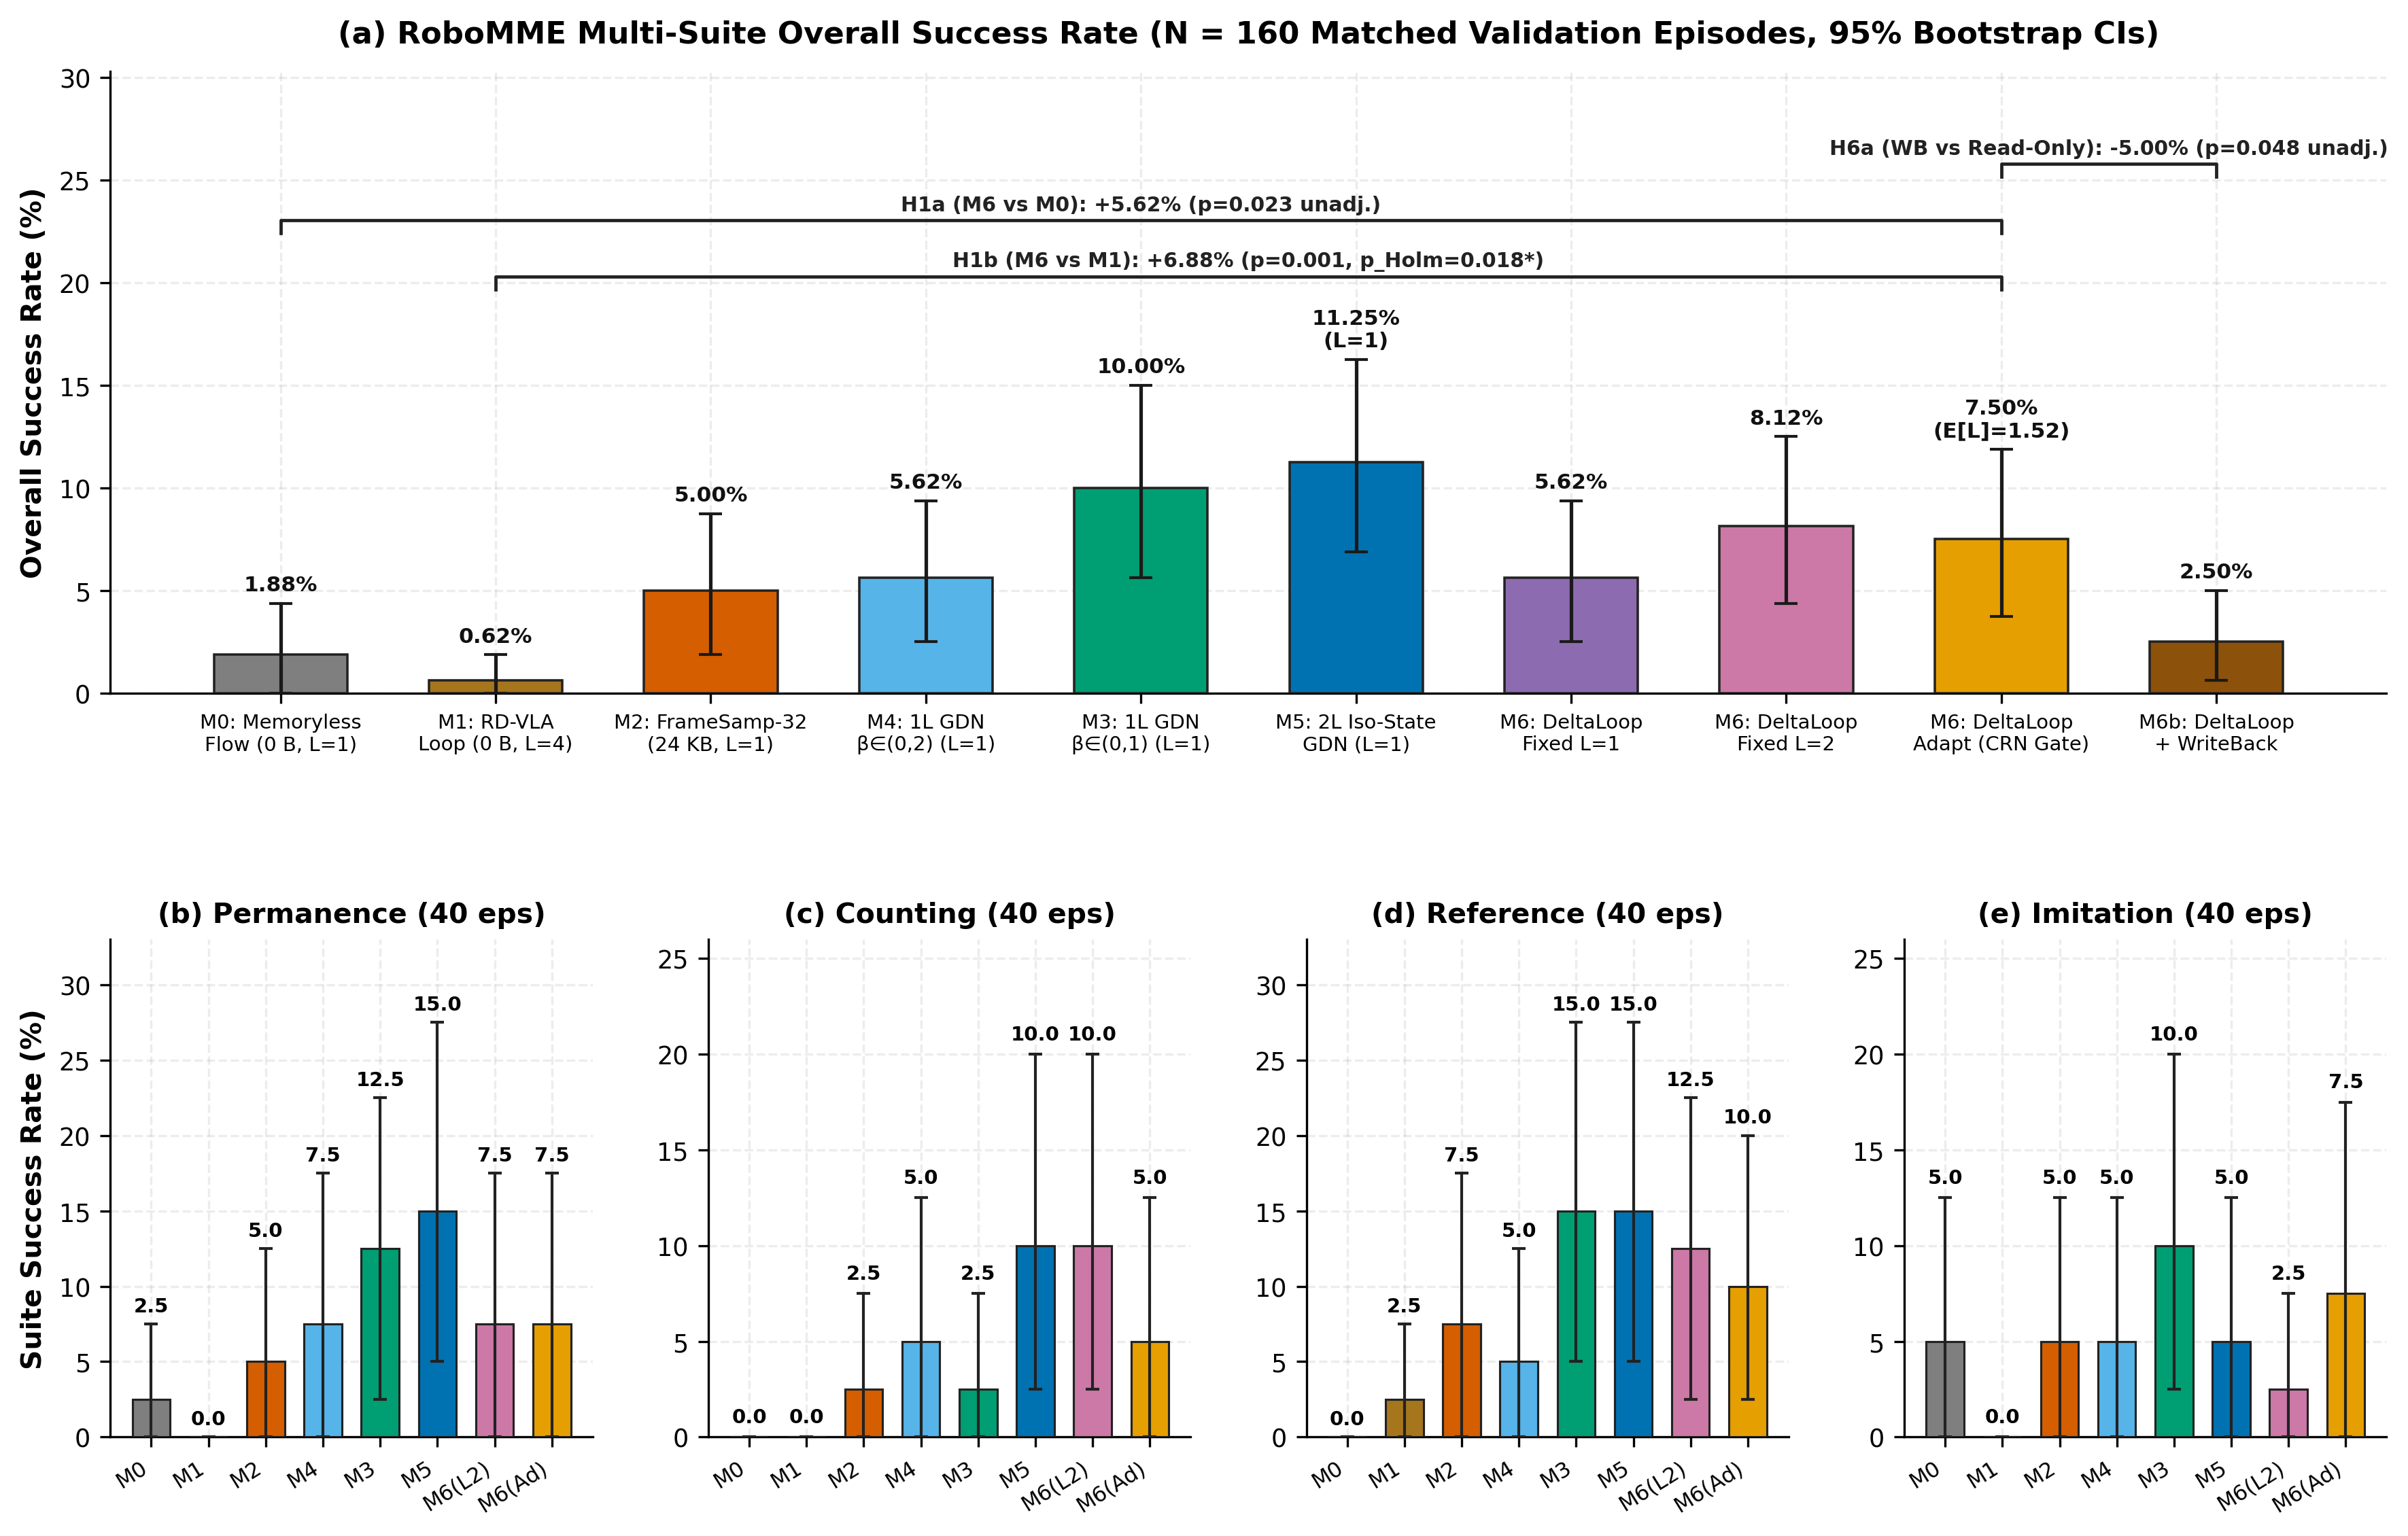 (a) RoboMME Multi-Suite Overall Success Rate (N = 160 Matched Validation Episodes, 95% Bootstrap CIs)
Overall Success Rate (%)
30
25
20
15
10
5
0
H6a (WB vs Read-Only): -5.00% (p=0.048 unadj.)
H1a (M6 vs M0): +5.62% (p=0.023 unadj.)
H1b (M6 vs M1): +6.88% (p=0.001, p_Holm=0.018*)
1.88%
0.62%
5.00%
5.62%
10.00%
11.25%
(L=1)
5.62%
8.12%
7.50%
(E[L]=1.52)
2.50%
M0: Memoryless
Flow (0 B, L=1)
M1: RD-VLA
Loop (0 B, L=4)
M2: FrameSamp-32
(24 KB, L=1)
M4: 1L GDN
β∈(0,2) (L=1)
M3: 1L GDN
β∈(0,1) (L=1)
M5: 2L Iso-State
GDN (L=1)
M6: DeltaLoop
Fixed L=1
M6: DeltaLoop
Fixed L=2
M6: DeltaLoop
Adapt (CRN Gate)
M6b: DeltaLoop
+ WriteBack
(b) Permanence (40 eps)
Suite Success Rate (%)
30
25
20
15
10
5
0
2.5
0.0
5.0
7.5
12.5
15.0
7.5
7.5
M0
M1
M2
M4
M3
M5
M6(L2)
M6(Ad)
(c) Counting (40 eps)
25
20
15
10
5
0
0.0
0.0
2.5
5.0
2.5
10.0
10.0
5.0
M0
M1
M2
M4
M3
M5
M6(L2)
M6(Ad)
(d) Reference (40 eps)
30
25
20
15
10
5
0
0.0
2.5
7.5
5.0
15.0
15.0
12.5
10.0
M0
M1
M2
M4
M3
M5
M6(L2)
M6(Ad)
(e) Imitation (40 eps)
25
20
15
10
5
0
5.0
0.0
5.0
5.0
10.0
5.0
2.5
7.5
M0
M1
M2
M4
M3
M5
M6(L2)
M6(Ad)